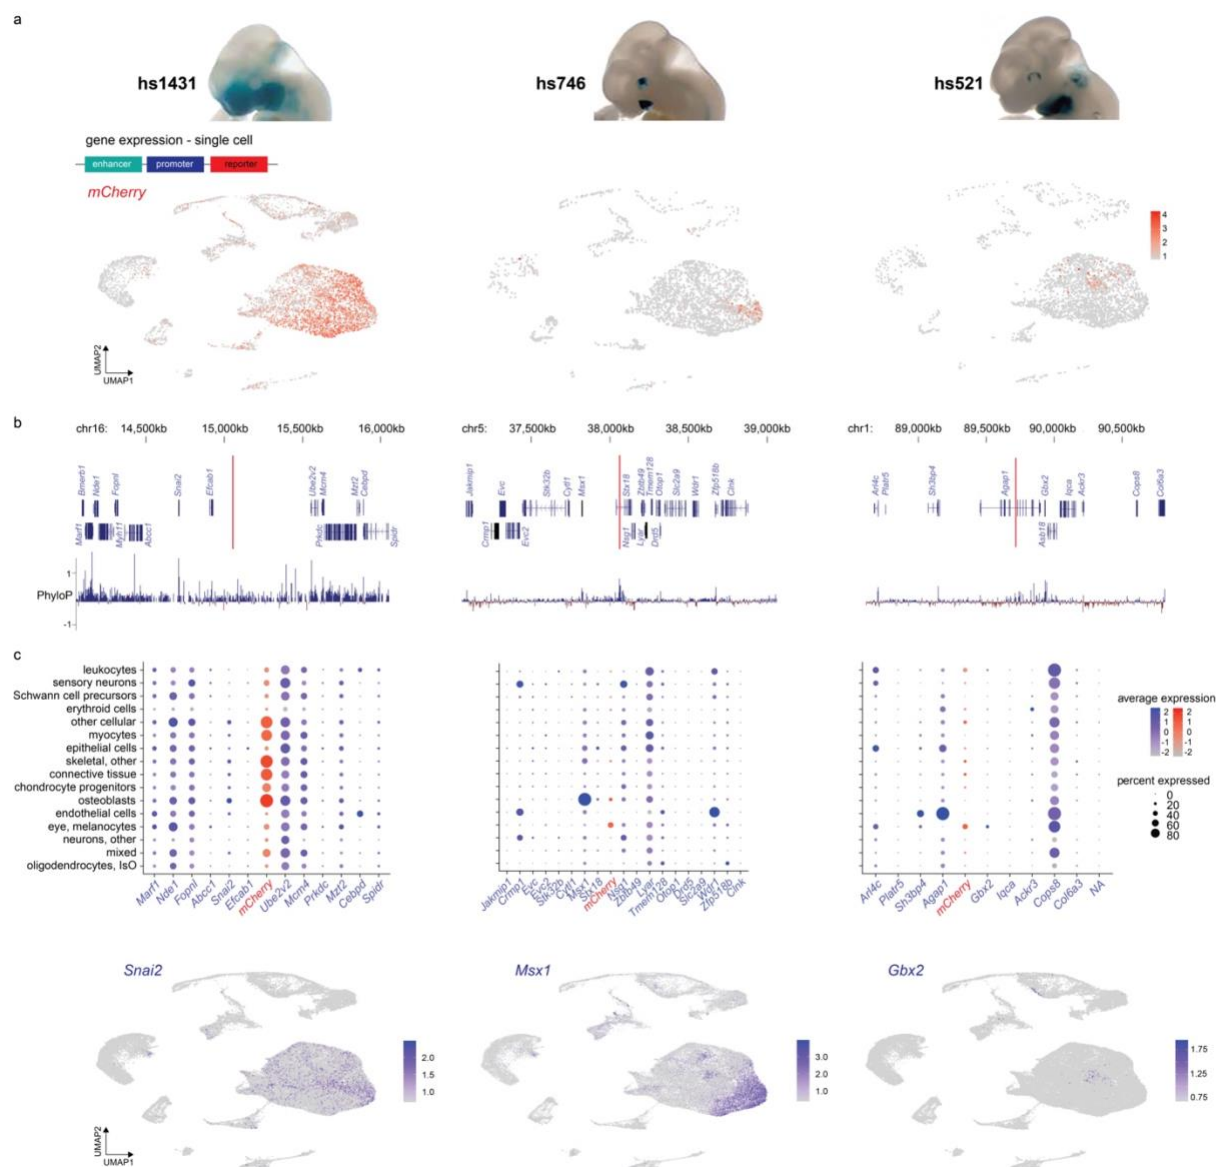 a
hs1431
hs746
hs521
gene expression - single cell
enhancer promoter reporter
mCherry
4
3
2
1
UMAP2
UMAP1
b
chr16: 14,500kb 15,000kb 15,500kb 16,000kb
chr5: 37,500kb 38,000kb 38,500kb 39,000kb
chr1: 89,000kb 89,500kb 90,000kb 90,500kb
Bmerb1 Nde1 Fopnl Snai2 Efcab1 Ube2v2 Mcm4 Mzt2 Cebpd
Marf1 Myh11 Abcc1 Prkdc Spidr
Jakmip1 Evc Stk32b Cytl1 Msx1 Stx18 Zbtb49 Tmem128 Otop1 Slc2a9 Wdr1 Zfp518b Clnk
Crmp1 Evc2 Nsg1 Lyar Drd5
Arl4c Platr5 Sh3bp4 Agap1 Gbx2 Iqca Ackr3 Cops8 Col6a3
Asb18
1
PhyloP
-1
c
leukocytes
sensory neurons
Schwann cell precursors
erythroid cells
other cellular
myocytes
epithelial cells
skeletal, other
connective tissue
chondrocyte progenitors
osteoblasts
endothelial cells
eye, melanocytes
neurons, other
mixed
oligodendrocytes, IsO
Marf1 Nde1 Fopnl Abcc1 Snai2 Efcab1 mCherry Ube2v2 Mcm4 Prkdc Mzt2 Cebpd Spidr
Jakmip1 Crmp1 Evc Evc2 Stk32b Cytl1 Msx1 Stx18 mCherry Nsg1 Zbtb49 Lyar Tmem128 Otop1 Drd5 Slc2a9 Wdr1 Zfp518b Clnk
Arl4c Platr5 Sh3bp4 Agap1 mCherry Gbx2 Iqca Ackr3 Cops8 Col6a3 NA
average expression
2 2
1 1
0 0
-1 -1
-2 -2
percent expressed
0
20
40
60
80
Snai2
Msx1
Gbx2
2.0
1.5
1.0
3.0
2.0
1.0
1.75
1.25
0.75
UMAP2
UMAP1